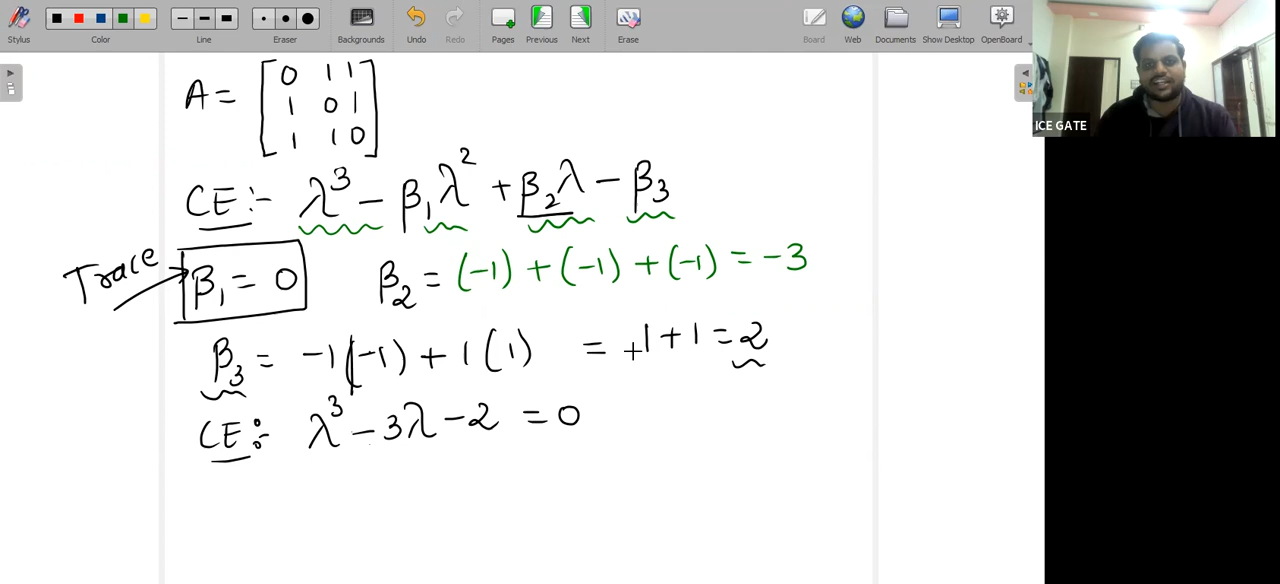 Stylus Color Line Eraser Backgrounds Undo Redo Pages Previous Next Erase Board Web Documents Show Desktop OpenBoard
ICE GATE
A = [0 1 1
1 0 1
1 1 0]
CE:- λ³ - β₁λ² + β₂λ - β₃
Trace
β₁ = 0 β₂ = (-1) + (-1) + (-1) = -3
β₃ = -1(-1) + 1(1) = +1+1 = 2
CE:- λ³ - 3λ - 2 = 0